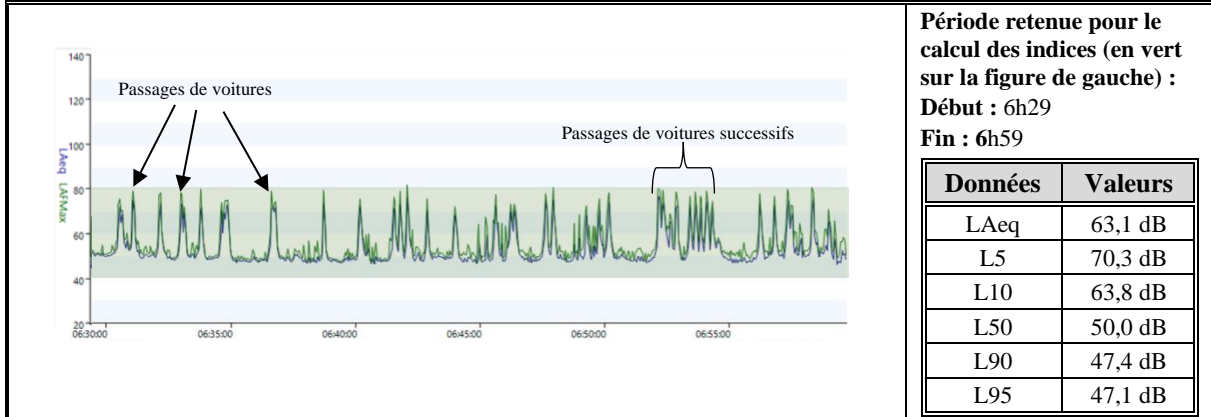 140
120
100
80
60
40
20
LAeq LAFMax
Passages de voitures
Passages de voitures successifs
06:30:00 06:35:00 06:40:00 06:45:00 06:50:00 06:55:00
Période retenue pour le
calcul des indices (en vert
sur la figure de gauche) :
Début : 6h29
Fin : 6h59
Données Valeurs
LAeq 63,1 dB
L5 70,3 dB
L10 63,8 dB
L50 50,0 dB
L90 47,4 dB
L95 47,1 dB